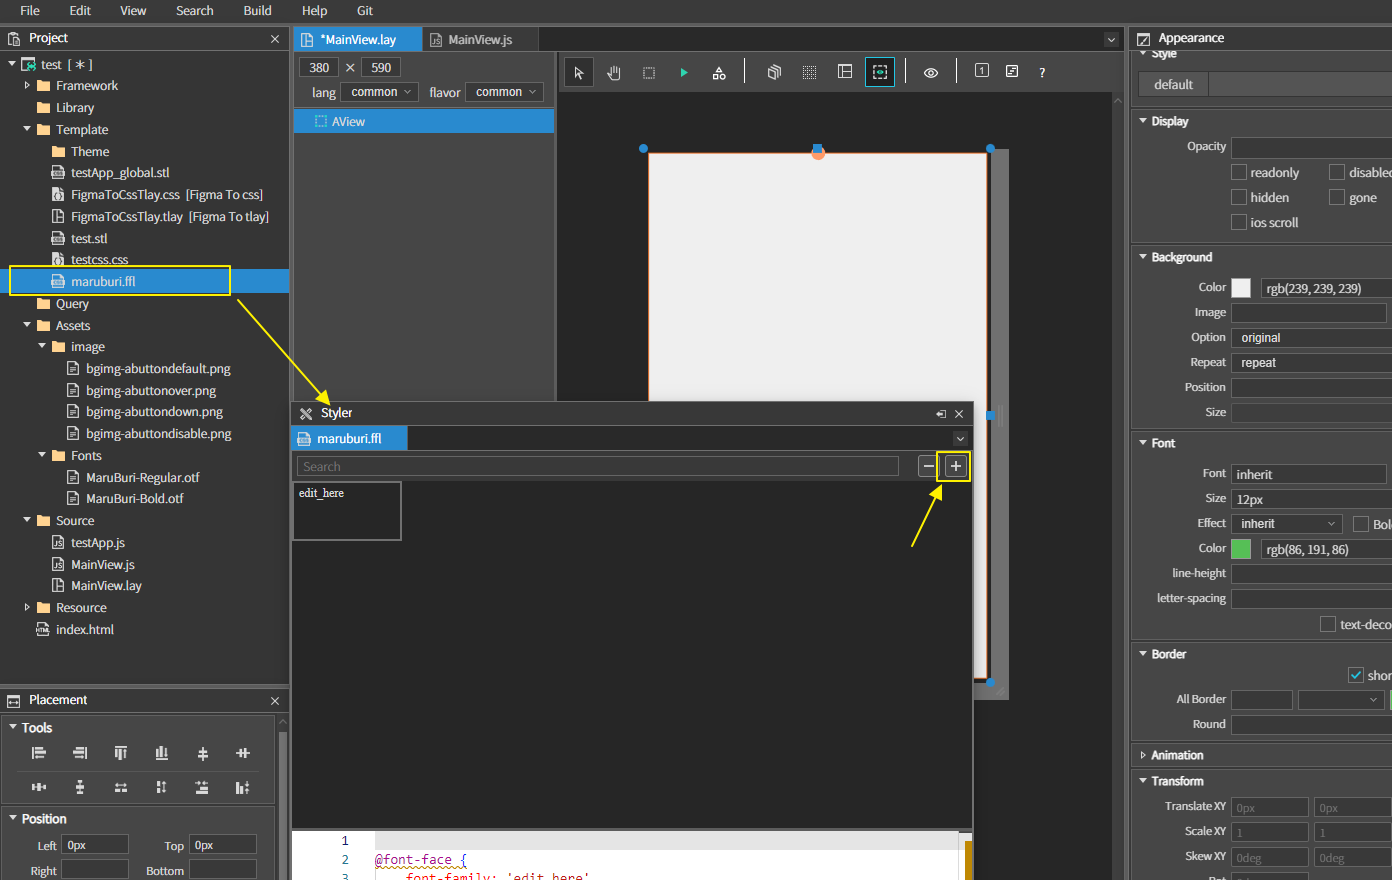 File Edit View Search Build Help Git
Project
test [ * ]
Framework
Library
Template
Theme
testApp_global.stl
FigmaToCssTlay.css [Figma To css]
FigmaToCssTlay.tlay [Figma To tlay]
test.stl
testcss.css
maruburi.ffl
Query
Assets
image
bgimg-abuttondefault.png
bgimg-abuttonover.png
bgimg-abuttondown.png
bgimg-abuttondisable.png
Fonts
MaruBuri-Regular.otf
MaruBuri-Bold.otf
Source
testApp.js
MainView.js
MainView.lay
Resource
index.html
Placement
Tools
Position
Left 0px Top 0px
Right Bottom
*MainView.lay MainView.js
380 × 590
lang common flavor common
AView
1 ?
Styler
maruburi.ffl
Search
edit_here
1
2 @font-face {
3 font-family: 'edit_here'
Appearance
Style
default
Display
Opacity
readonly disabled
hidden gone
ios scroll
Background
Color rgb(239, 239, 239)
Image
Option original
Repeat repeat
Position
Size
Font
Font inherit
Size 12px
Effect inherit Bol
Color rgb(86, 191, 86)
line-height
letter-spacing
text-deco
Border
shor
All Border
Round
Animation
Transform
Translate XY 0px 0px
Scale XY 1 1
Skew XY 0deg 0deg